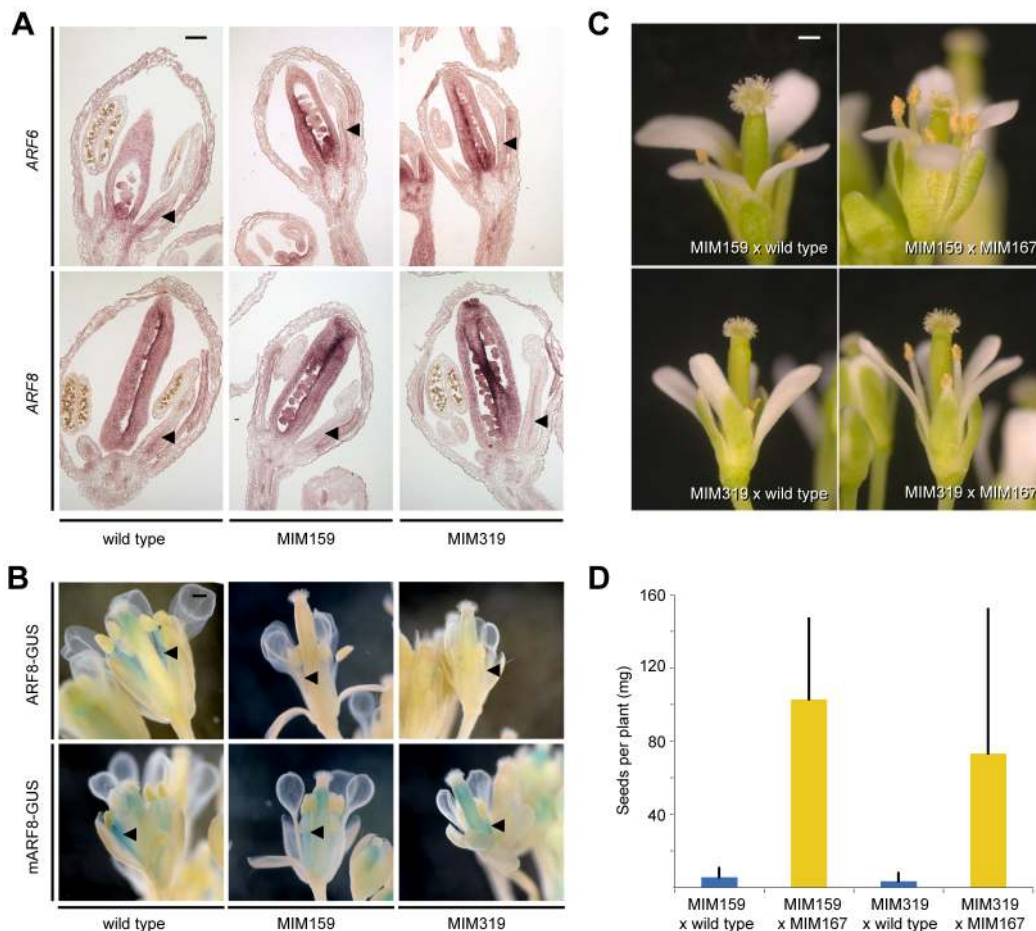 A
ARF6
ARF8
wild type
MIM159
MIM319
B
ARF8-GUS
mARF8-GUS
wild type
MIM159
MIM319
C
MIM159 x wild type
MIM159 x MIM167
MIM319 x wild type
MIM319 x MIM167
D
Seeds per plant (mg)
160
120
80
40
MIM159
x wild type
MIM159
x MIM167
MIM319
x wild type
MIM319
x MIM167